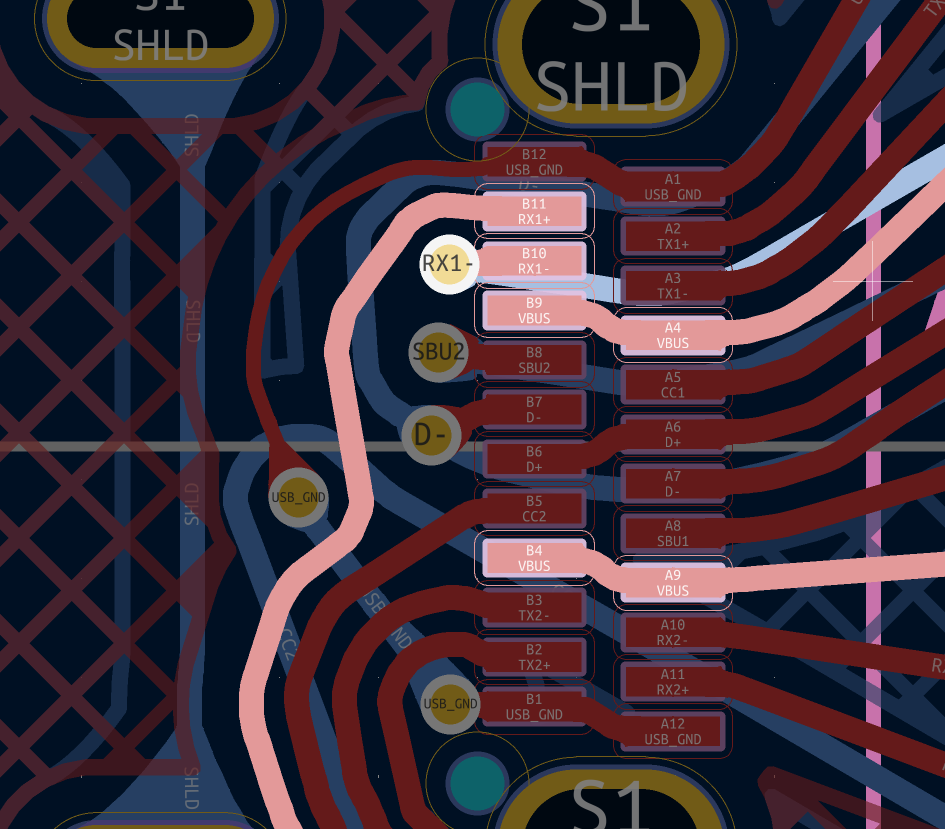 S1
SHLD
S1
SHLD
SHLD
B12
USB_GND
D-
A1
USB_GND
B11
RX1+
A2
TX1+
RX1-
B10
RX1-
A3
TX1-
B9
VBUS
SHLD
A4
VBUS
SBU2
B8
SBU2
A5
CC1
B7
D-
D-
A6
D+
B6
D+
A7
D-
USB_GND
SHLD
B5
CC2
A8
SBU1
B4
VBUS
A9
VBUS
B3
TX2-
CC2
A10
RX2-
B2
TX2+
A11
RX2+
USB_GND
B1
USB_GND
A12
USB_GND
SHLD
S1